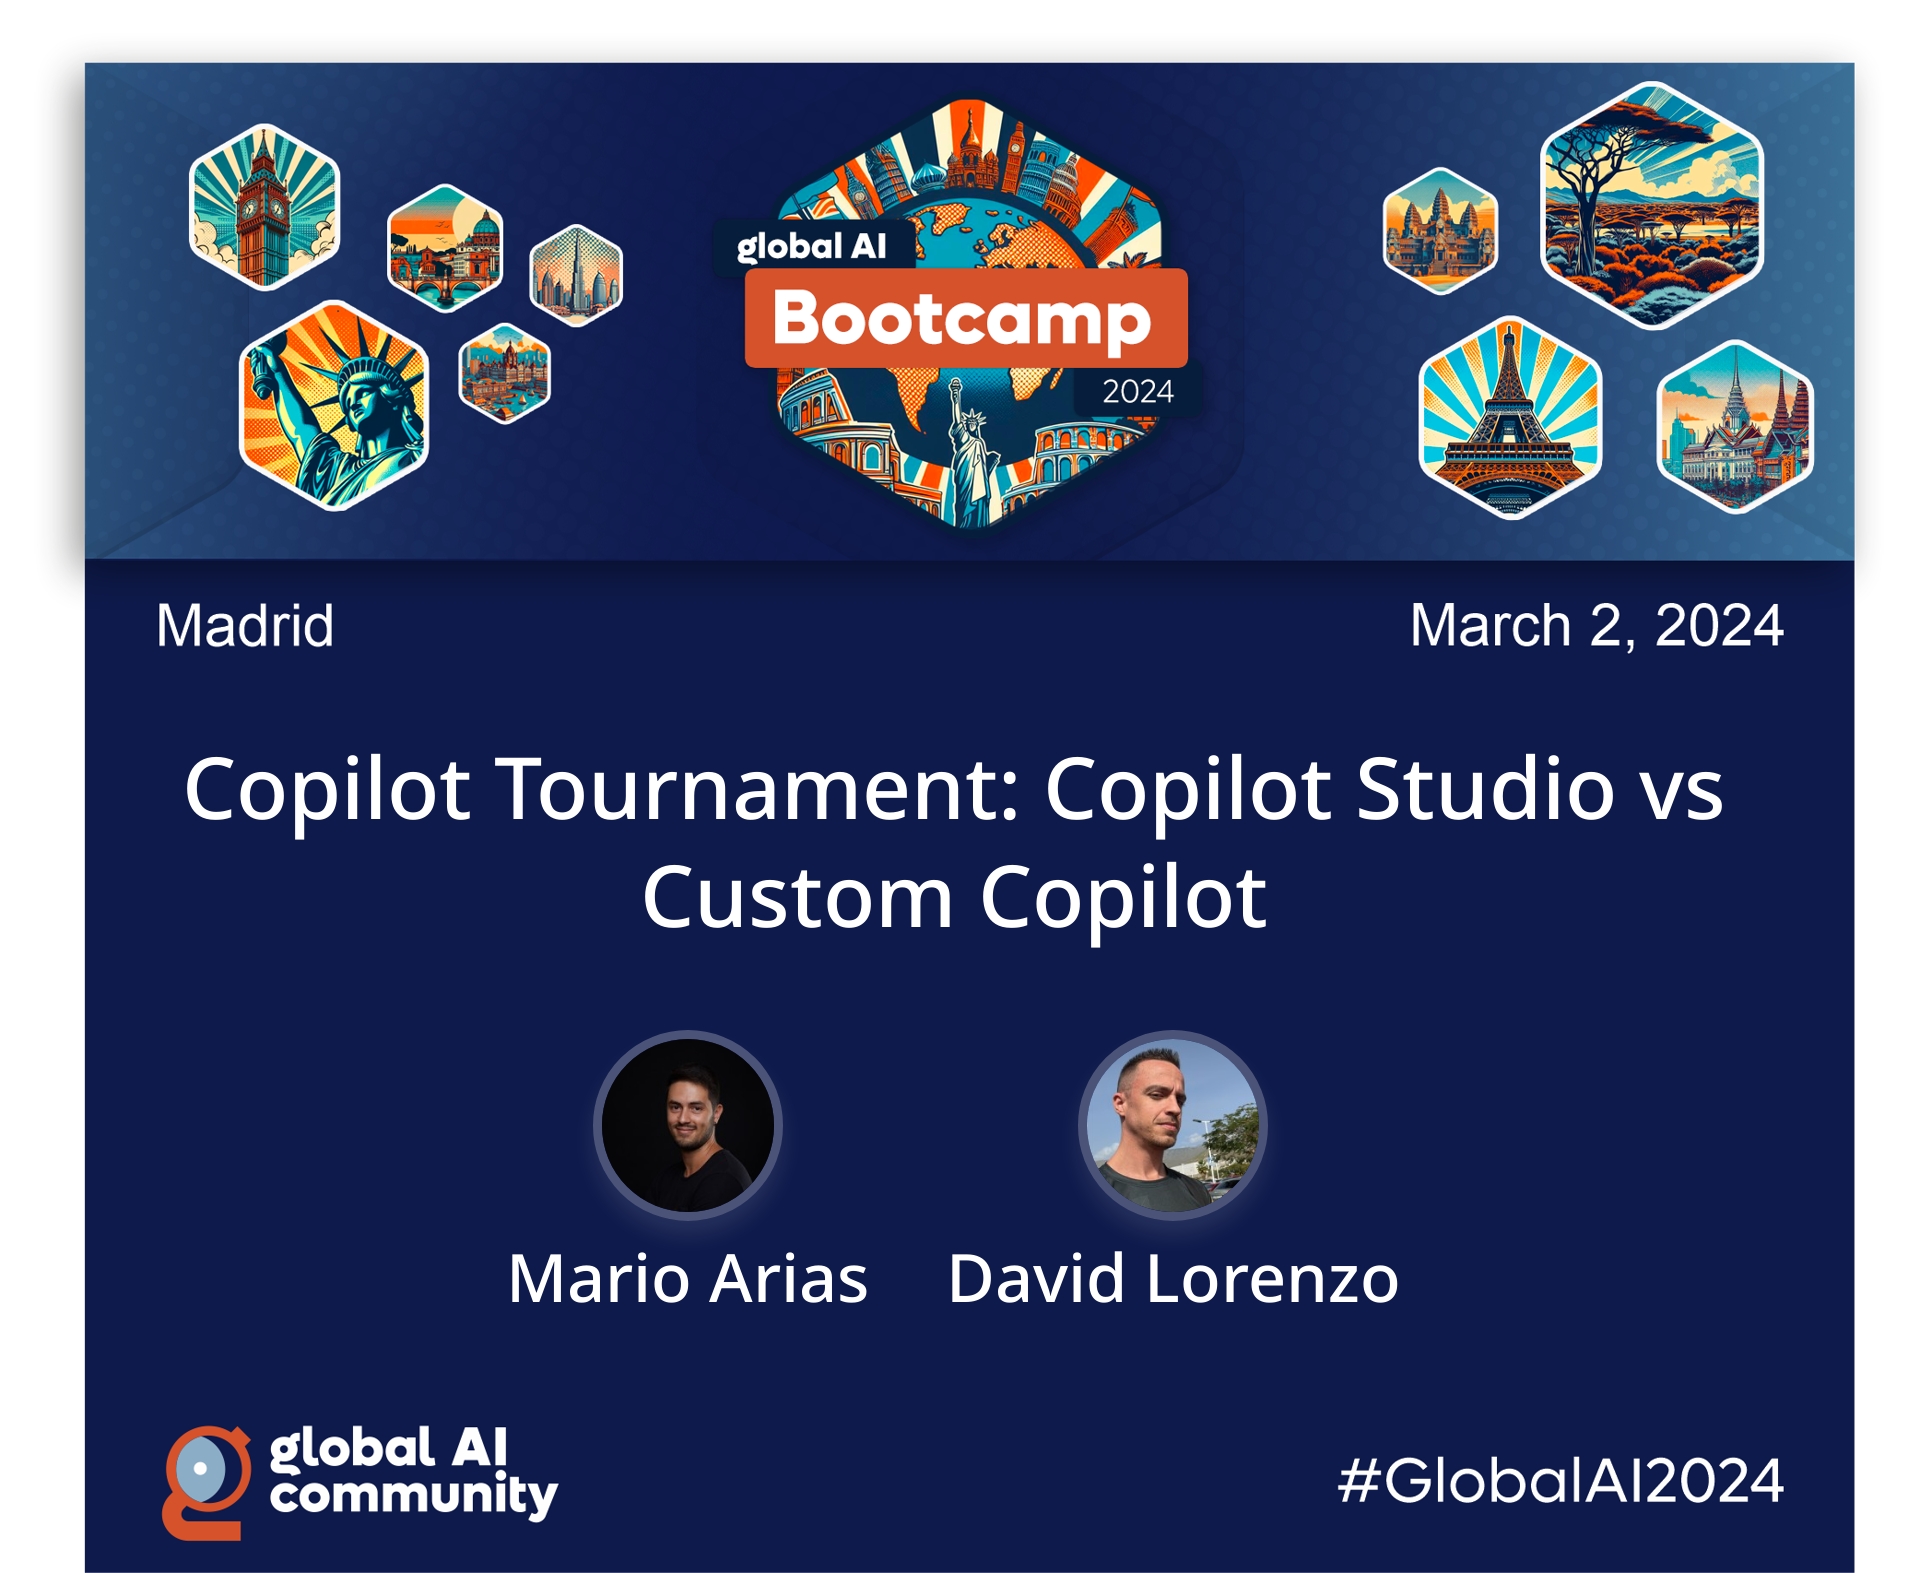 global AI
Bootcamp
2024
Madrid
March 2, 2024
Copilot Tournament: Copilot Studio vs
Custom Copilot
Mario Arias
David Lorenzo
global AI
community
#GlobalAI2024